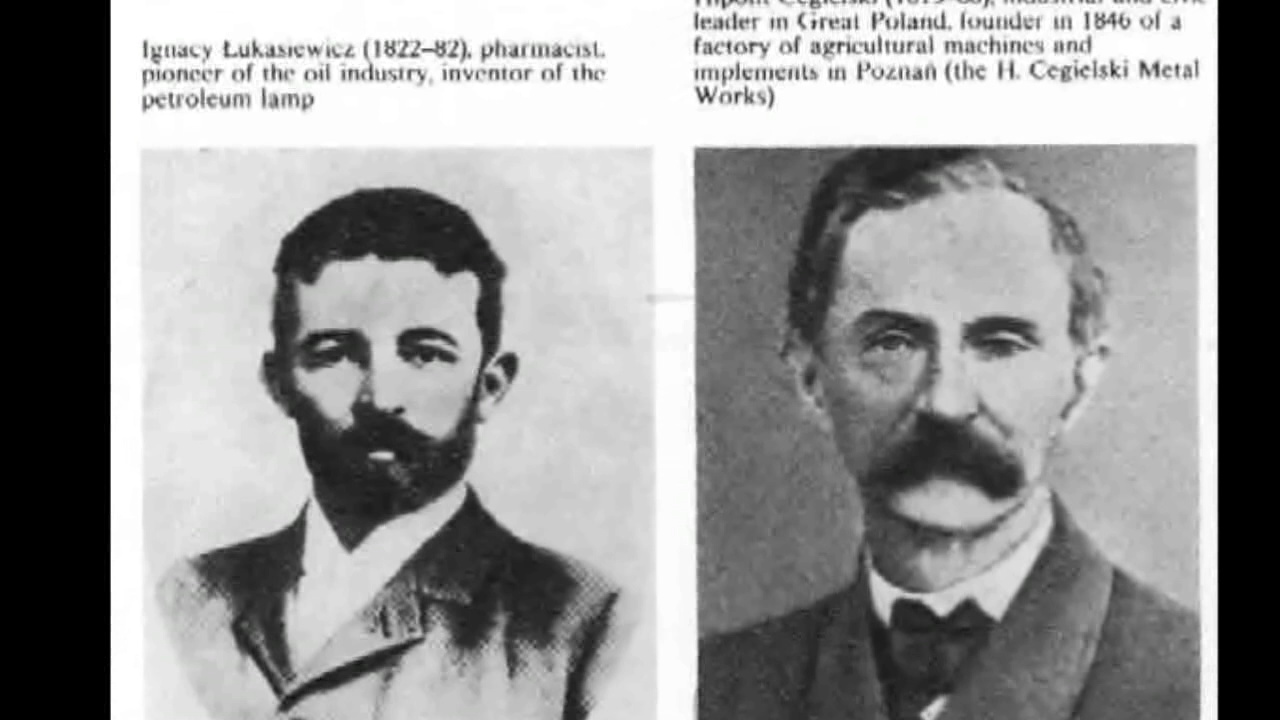 Ignacy Łukasiewicz (1822–82), pharmacist,
pioneer of the oil industry, inventor of the
petroleum lamp
leader in Great Poland, founder in 1846 of a
factory of agricultural machines and
implements in Poznań (the H. Cegielski Metal
Works)